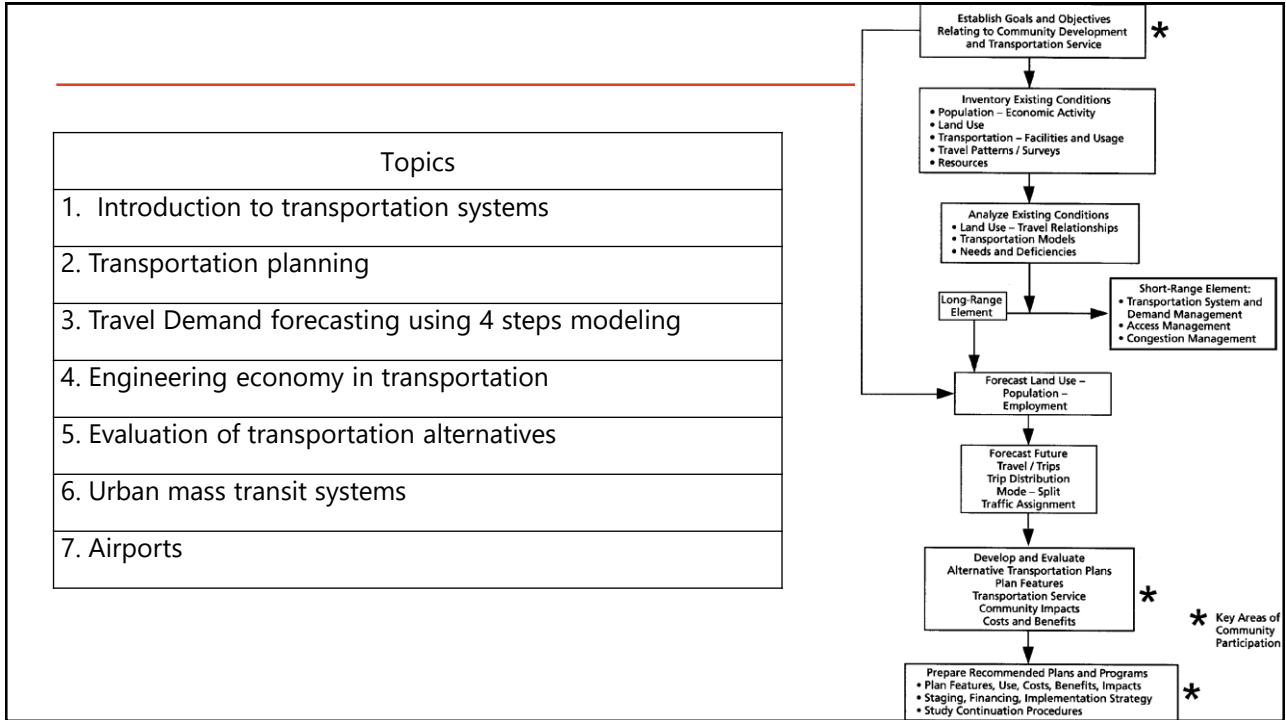 Topics
1. Introduction to transportation systems
2. Transportation planning
3. Travel Demand forecasting using 4 steps modeling
4. Engineering economy in transportation
5. Evaluation of transportation alternatives
6. Urban mass transit systems
7. Airports
Establish Goals and Objectives
Relating to Community Development
and Transportation Service
*
Inventory Existing Conditions
• Population – Economic Activity
• Land Use
• Transportation – Facilities and Usage
• Travel Patterns / Surveys
• Resources
Analyze Existing Conditions
• Land Use – Travel Relationships
• Transportation Models
• Needs and Deficiencies
Long-Range
Element
Short-Range Element:
• Transportation System and
Demand Management
• Access Management
• Congestion Management
Forecast Land Use –
Population –
Employment
Forecast Future
Travel / Trips
Trip Distribution
Mode – Split
Traffic Assignment
Develop and Evaluate
Alternative Transportation Plans
Plan Features
Transportation Service
Community Impacts
Costs and Benefits
*
* Key Areas of
Community
Participation
Prepare Recommended Plans and Programs
• Plan Features, Use, Costs, Benefits, Impacts
• Staging, Financing, Implementation Strategy
• Study Continuation Procedures
*